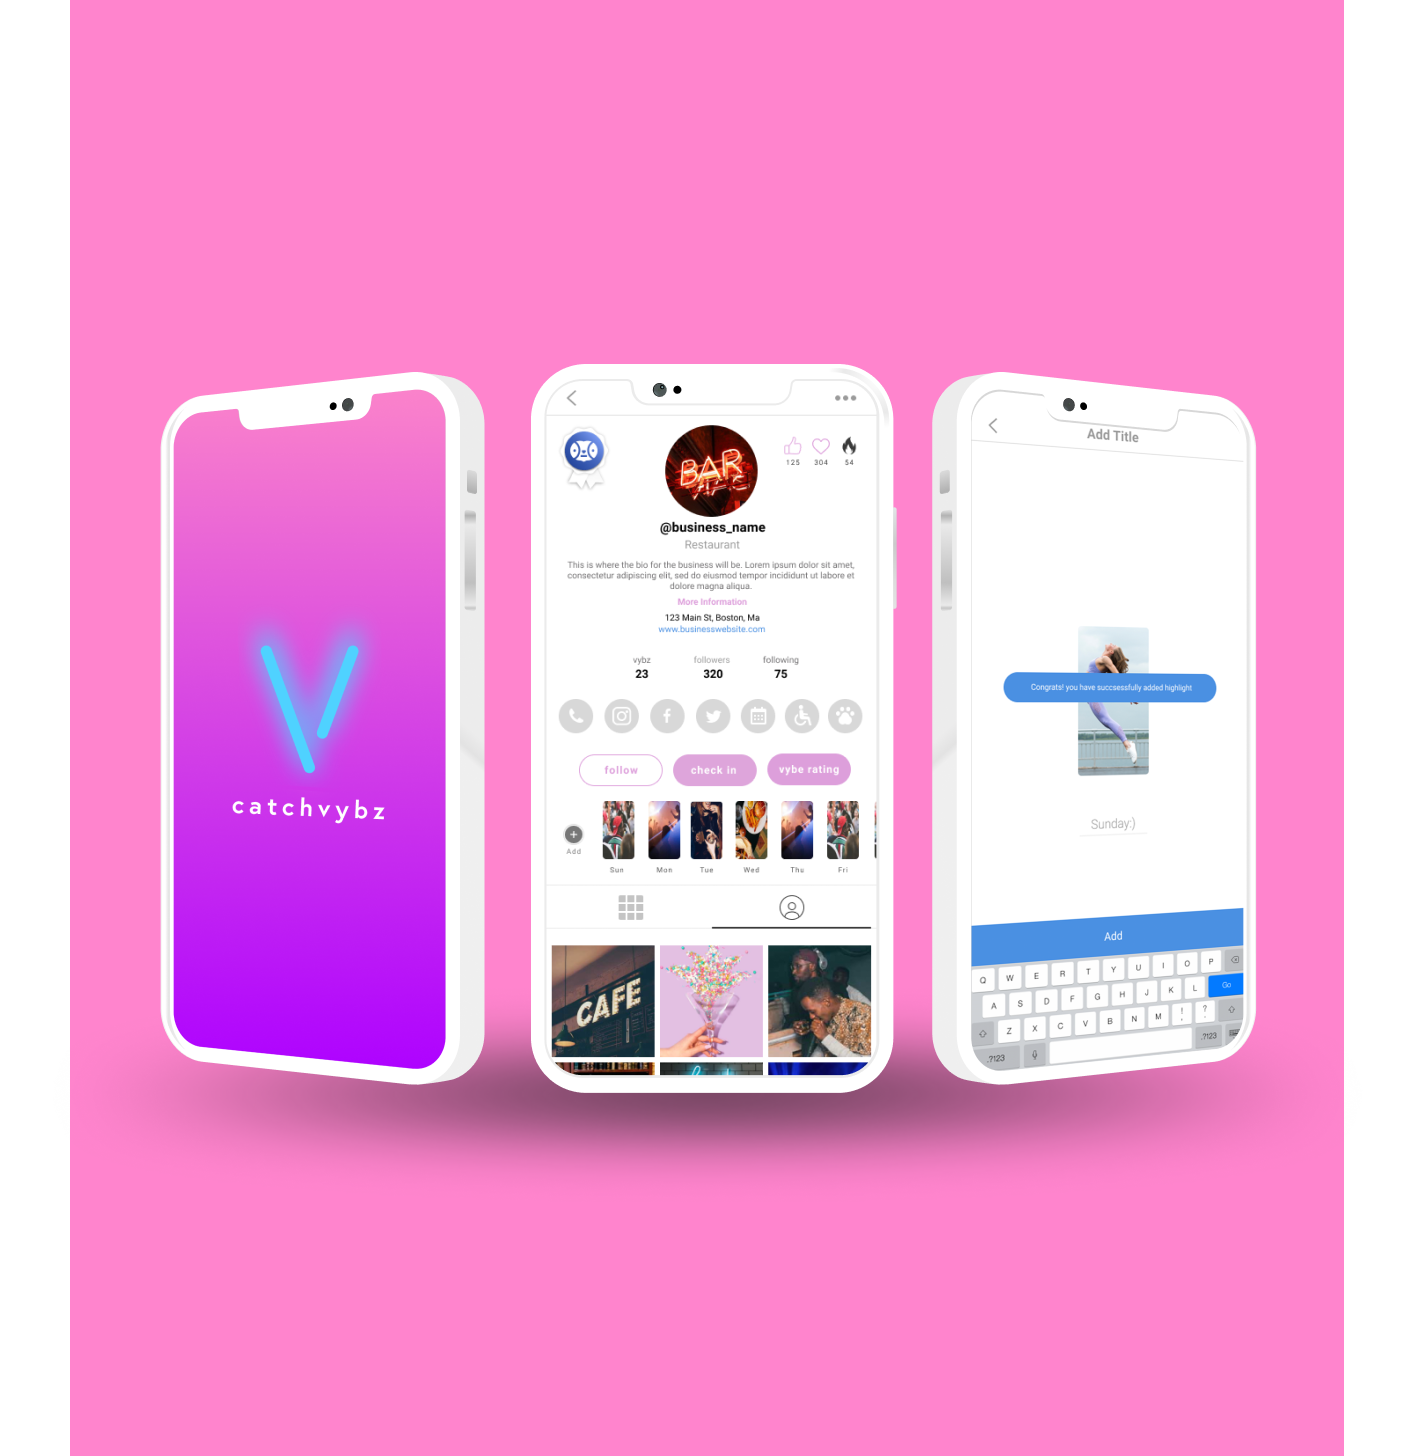 catchvybz
BAR
125 304 54
@business_name
Restaurant
This is where the bio for the business will be. Lorem ipsum dolor sit amet,
consectetur adipiscing elit, sed do eiusmod tempor incididunt ut labore et
dolore magna aliqua.
More Information
123 Main St, Boston, Ma
www.businesswebsite.com
vybz followers following
23 320 75
follow check in vybe rating
Add Sun Mon Tue Wed Thu Fri
CAFE
Add Title
Congrats! you have succsessfully added highlight
Sunday:)
Add
Q W E R T Y U I O P
A S D F G H J K L Go
Z X C V B N M ! , ? .
.?123 .?123